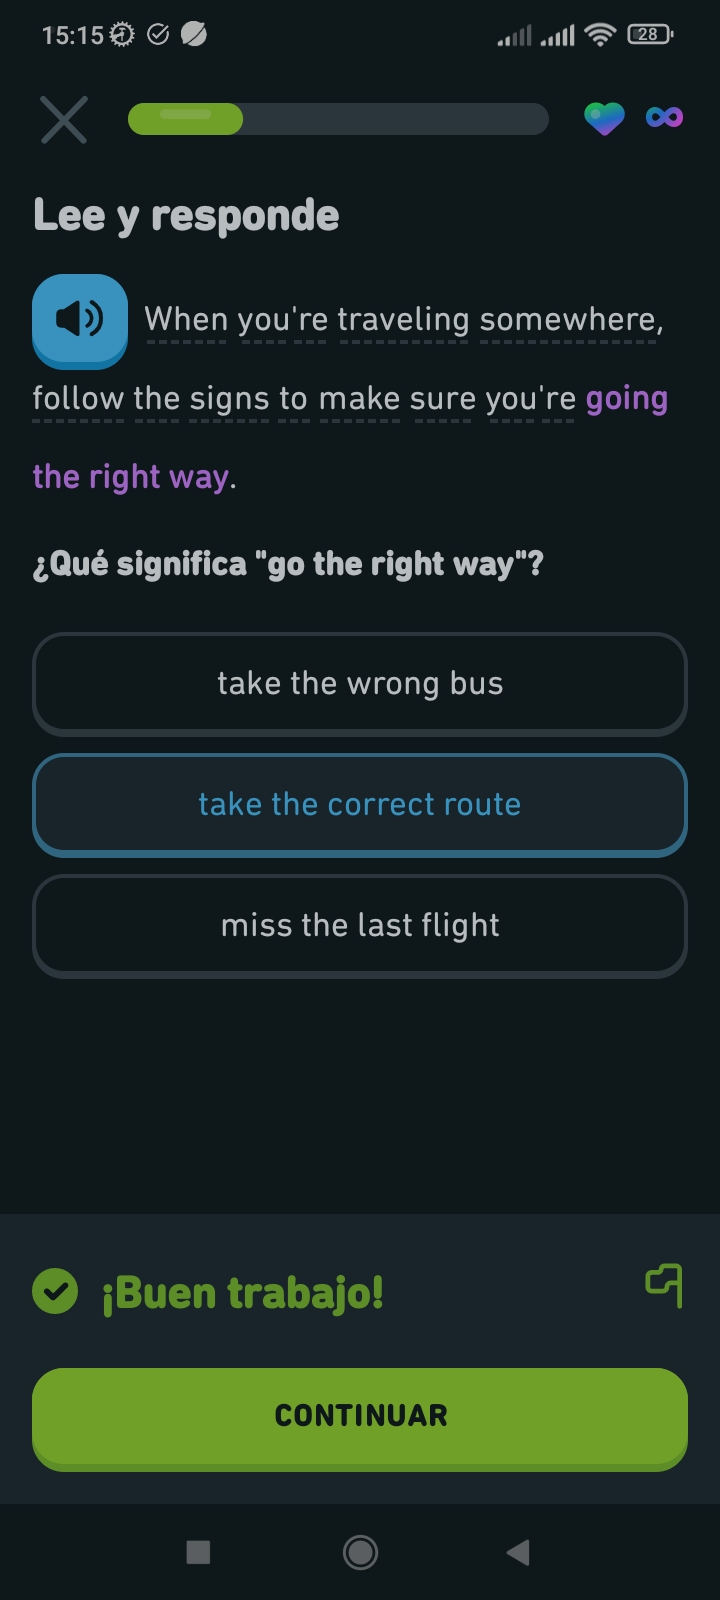 15:15
28
Lee y responde
When you're traveling somewhere,
follow the signs to make sure you're going
the right way.
¿Qué significa "go the right way"?
take the wrong bus
take the correct route
miss the last flight
¡Buen trabajo!
CONTINUAR